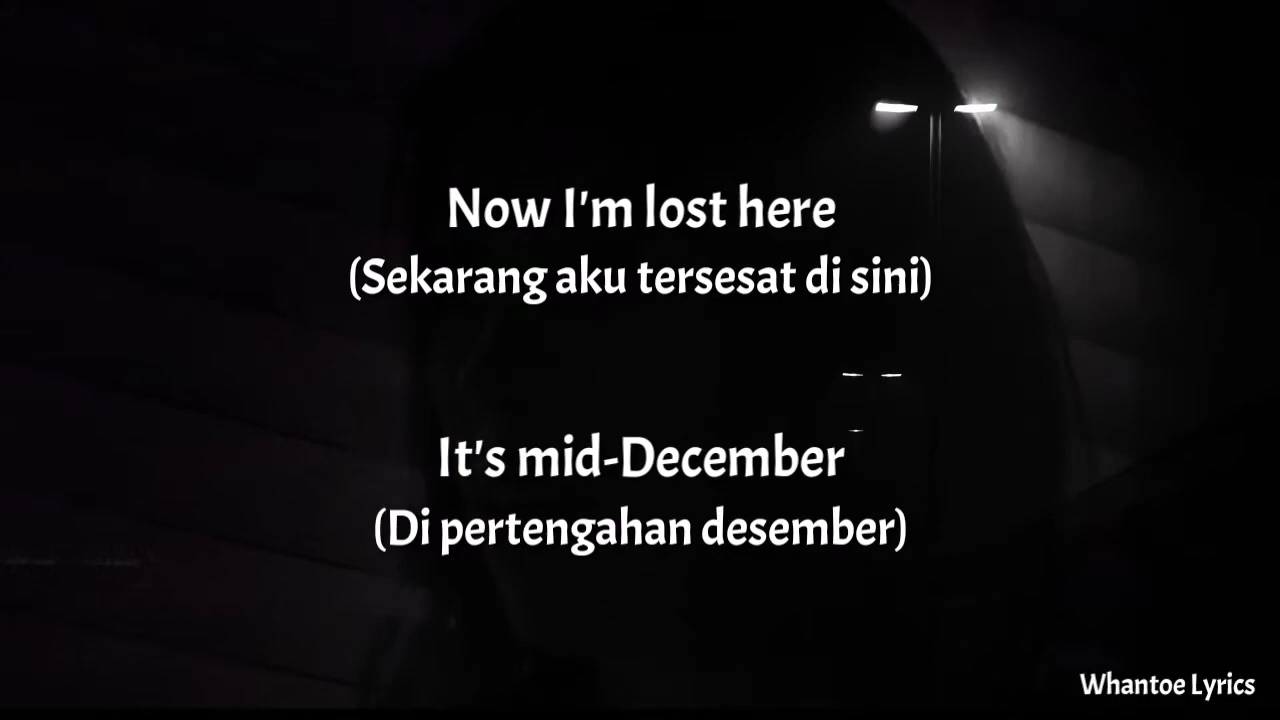 Now I'm lost here
(Sekarang aku tersesat di sini)
It's mid-December
(Di pertengahan desember)
Whantoe Lyrics